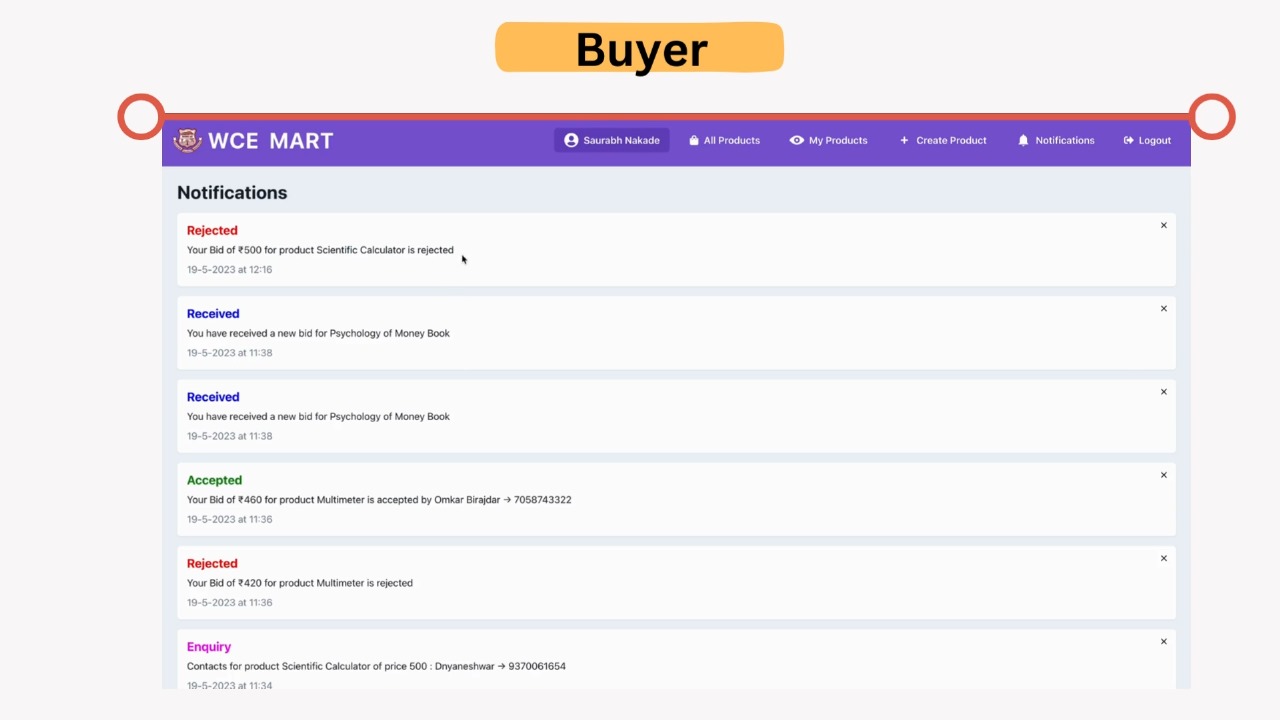 Buyer
WCE MART
Saurabh Nakade
All Products
My Products
+ Create Product
Notifications
Logout
Notifications
Rejected
Your Bid of ₹500 for product Scientific Calculator is rejected
19-5-2023 at 12:16
Received
You have received a new bid for Psychology of Money Book
19-5-2023 at 11:38
Received
You have received a new bid for Psychology of Money Book
19-5-2023 at 11:38
Accepted
Your Bid of ₹460 for product Multimeter is accepted by Omkar Birajdar → 7058743322
19-5-2023 at 11:36
Rejected
Your Bid of ₹420 for product Multimeter is rejected
19-5-2023 at 11:36
Enquiry
Contacts for product Scientific Calculator of price 500 : Dnyaneshwar → 9370061654
19-5-2023 at 11:34